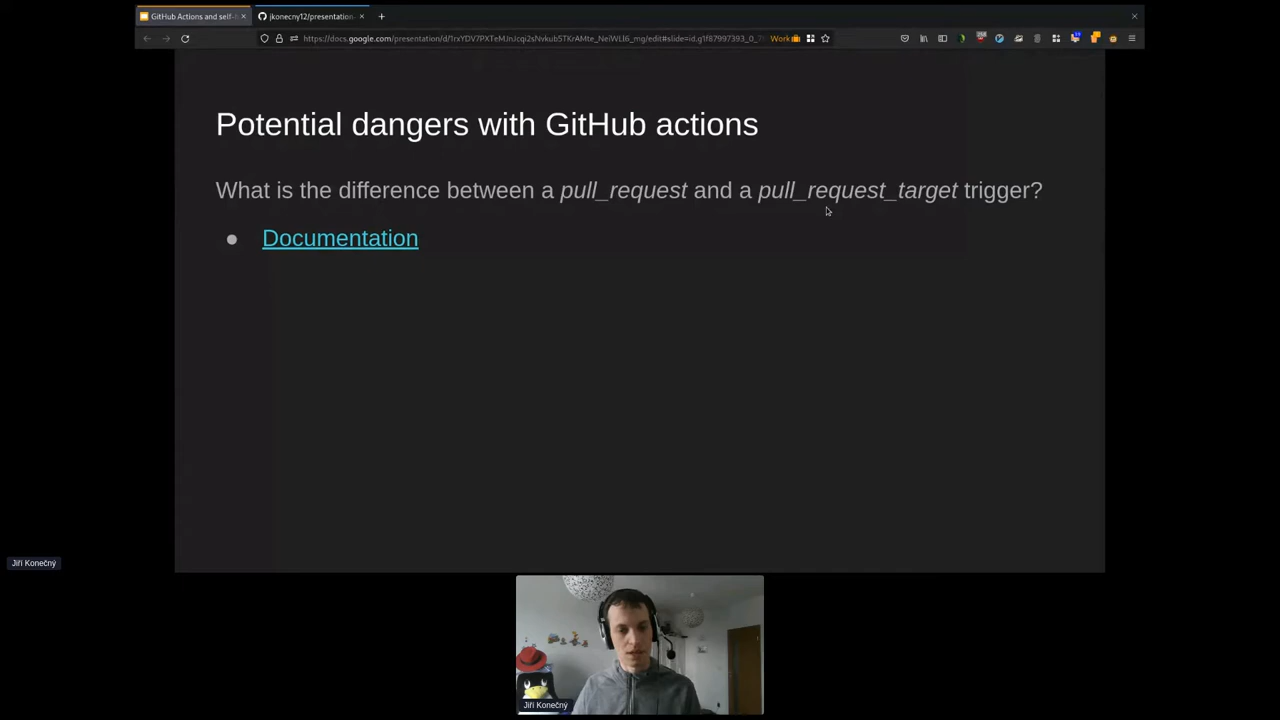 GitHub Actions and self-
jkonecny12/presentation-
Work
Potential dangers with GitHub actions
What is the difference between a pull_request and a pull_request_target trigger?
Documentation
Jiří Konečný
Jiří Konečný